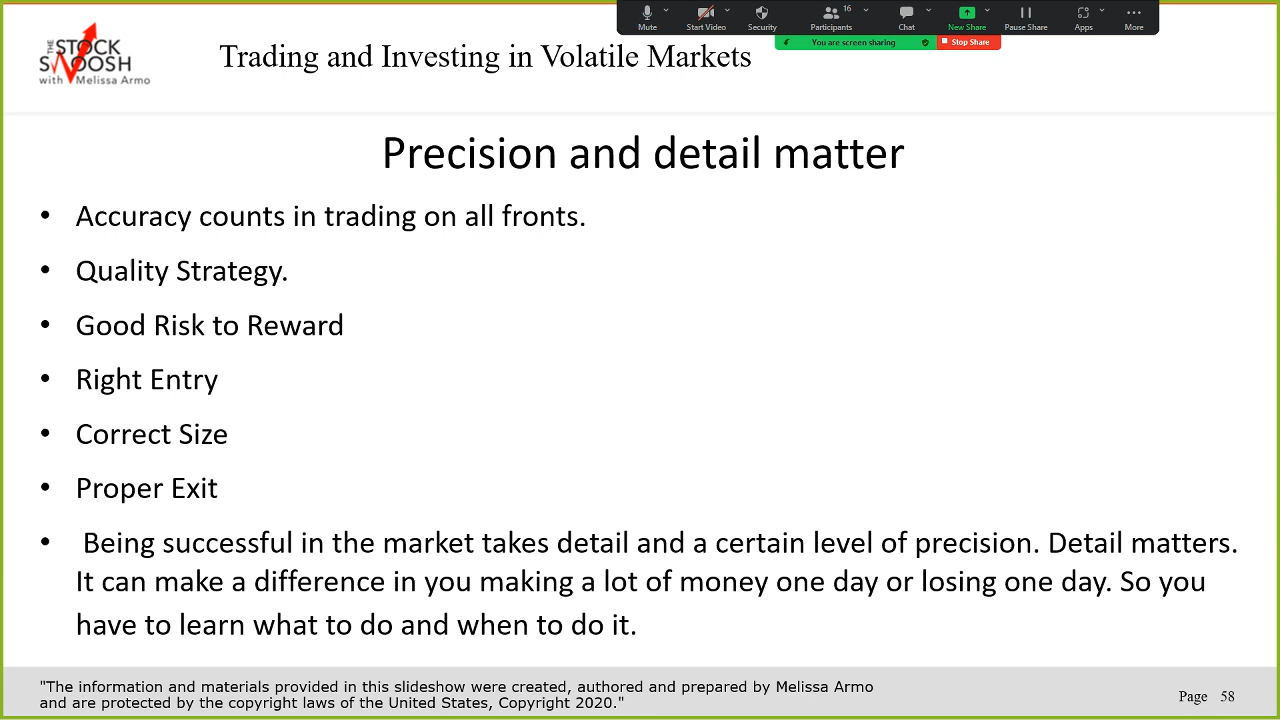 Mute
Start Video
Security
16
Participants
Chat
New Share
Pause Share
Apps
More
You are screen sharing
Stop Share
THE
STOCK
SWOOSH
with Melissa Armo
Trading and Investing in Volatile Markets
Precision and detail matter
• Accuracy counts in trading on all fronts.
• Quality Strategy.
• Good Risk to Reward
• Right Entry
• Correct Size
• Proper Exit
• Being successful in the market takes detail and a certain level of precision. Detail matters.
It can make a difference in you making a lot of money one day or losing one day. So you
have to learn what to do and when to do it.
"The information and materials provided in this slideshow were created, authored and prepared by Melissa Armo
and are protected by the copyright laws of the United States, Copyright 2020."
Page 58